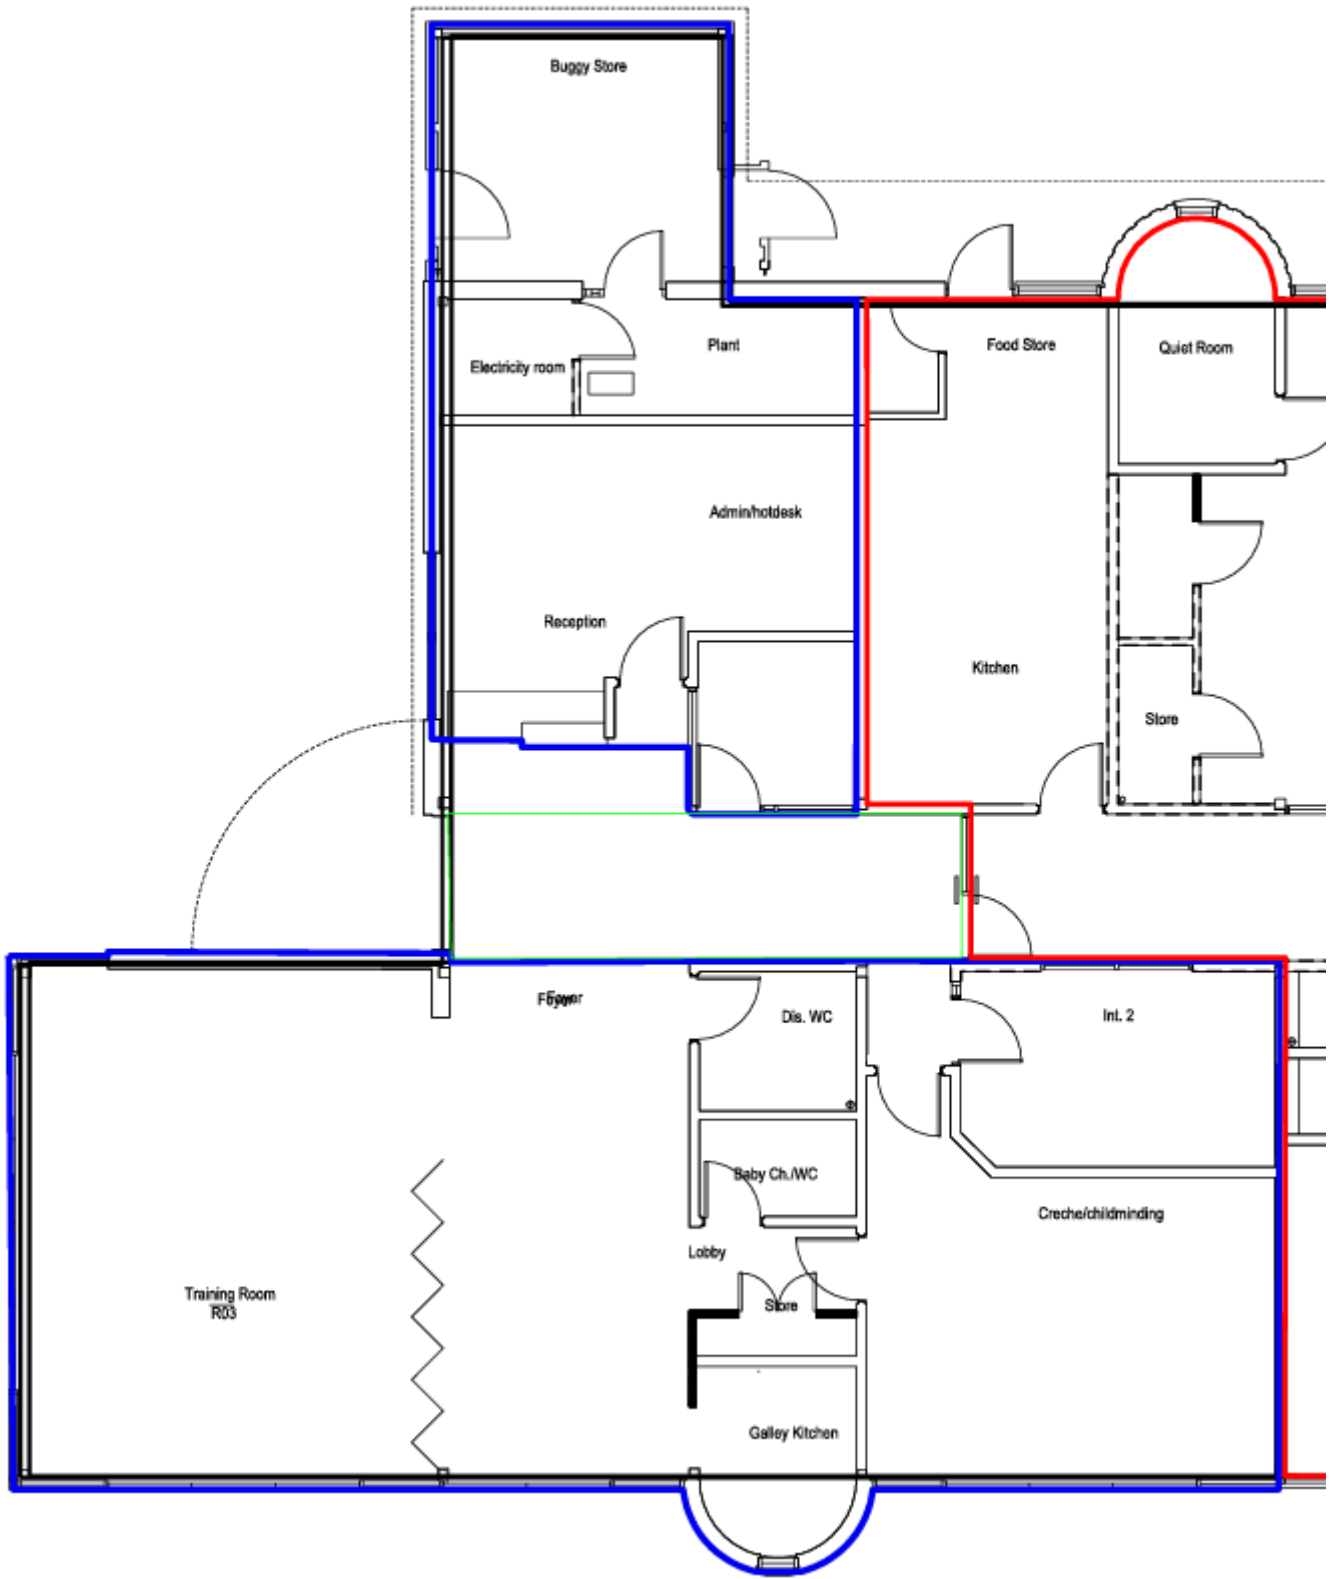 Buggy Store
Plant
Food Store
Quiet Room
Electricity room
Admin/hotdesk
Reception
Kitchen
Store
Foyer
Dis. WC
Int. 2
Baby Ch./WC
Creche/childminding
Lobby
Training Room
R03
Store
Galley Kitchen